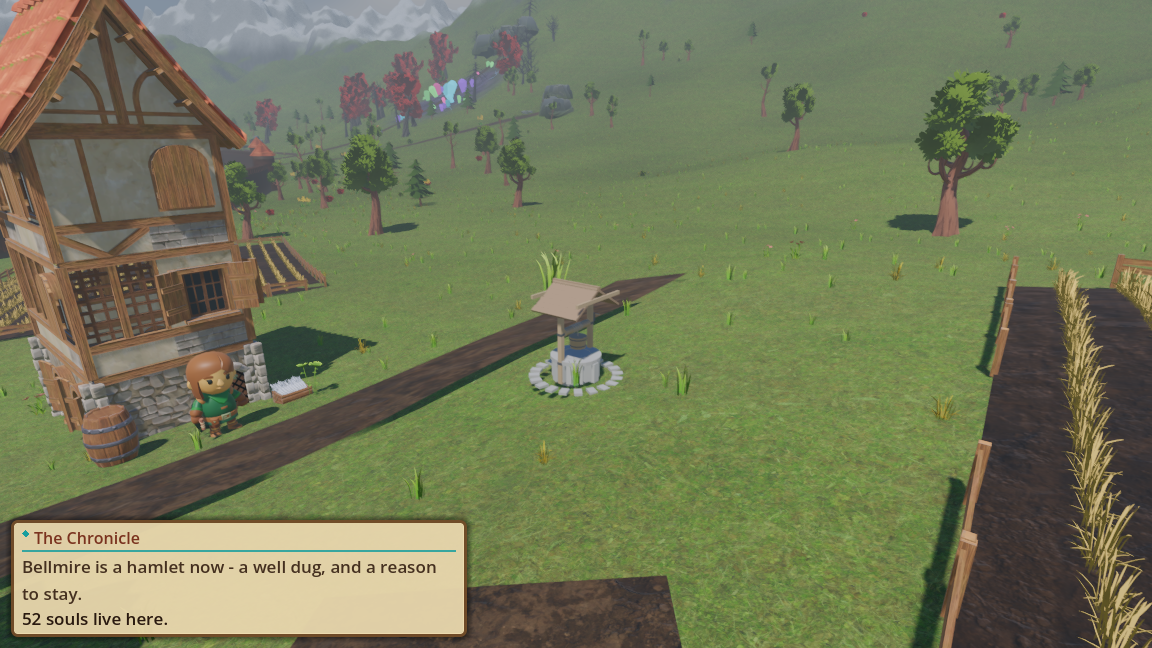 The Chronicle
Bellmire is a hamlet now - a well dug, and a reason
to stay.
52 souls live here.